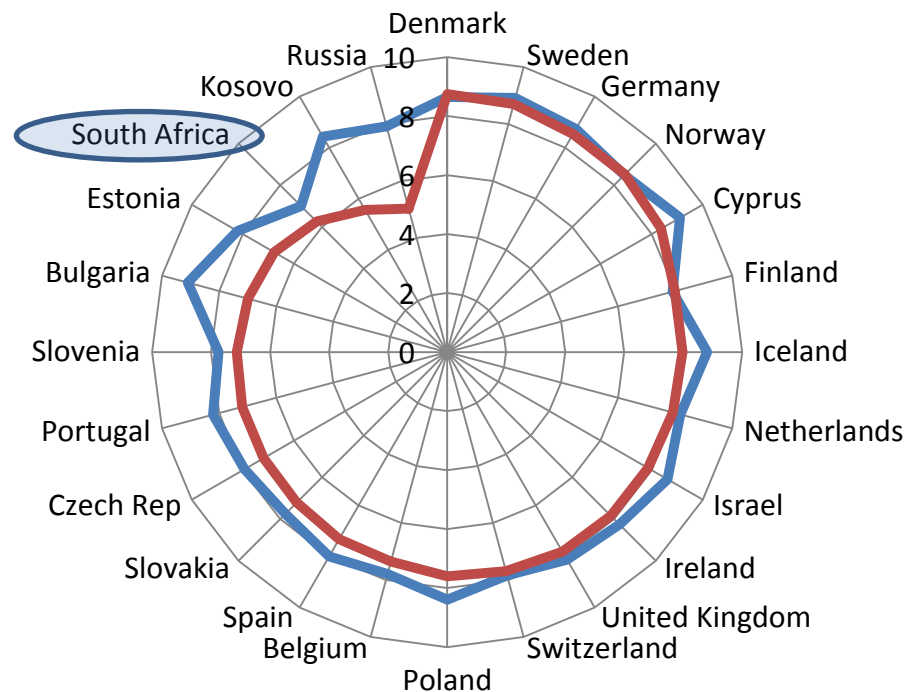 Denmark
Sweden
Germany
Norway
Cyprus
Finland
Iceland
Netherlands
Israel
Ireland
United Kingdom
Switzerland
Poland
Belgium
Spain
Slovakia
Czech Rep
Portugal
Slovenia
Bulgaria
Estonia
South Africa
Kosovo
Russia
10
8
6
4
2
0